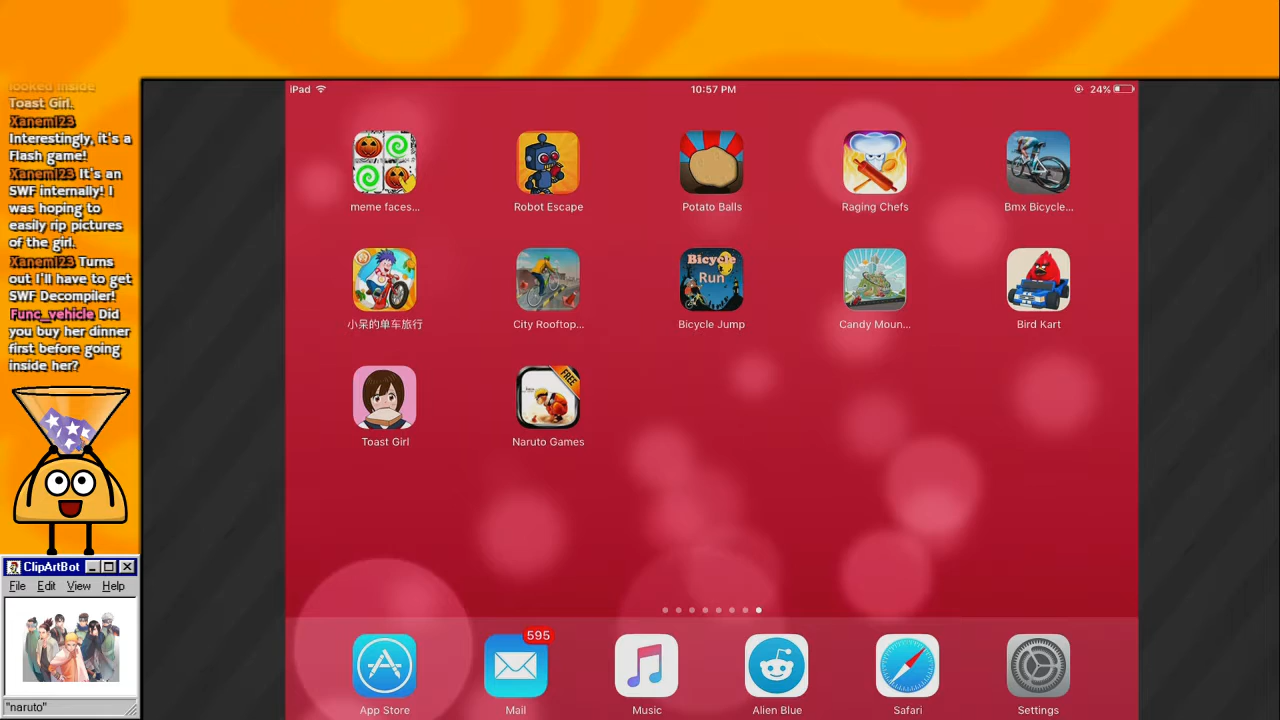 looked inside
Toast Girl.
Xanem123
Interestingly, it's a
Flash game!
Xanem123 It's an
SWF internally! I
was hoping to
easily rip pictures
of the girl.
Xanem123 Turns
out I'll have to get
SWF Decompiler!
Func_vehicle Did
you buy her dinner
first before going
inside her?
ClipArtBot
File Edit View Help
"naruto"
iPad 10:57 PM 24%
meme faces... Robot Escape Potato Balls Raging Chefs Bmx Bicycle...
Bicycle
Run
小呆的单车旅行 City Rooftop... Bicycle Jump Candy Moun... Bird Kart
FREE
Toast Girl Naruto Games
595
App Store Mail Music Alien Blue Safari Settings